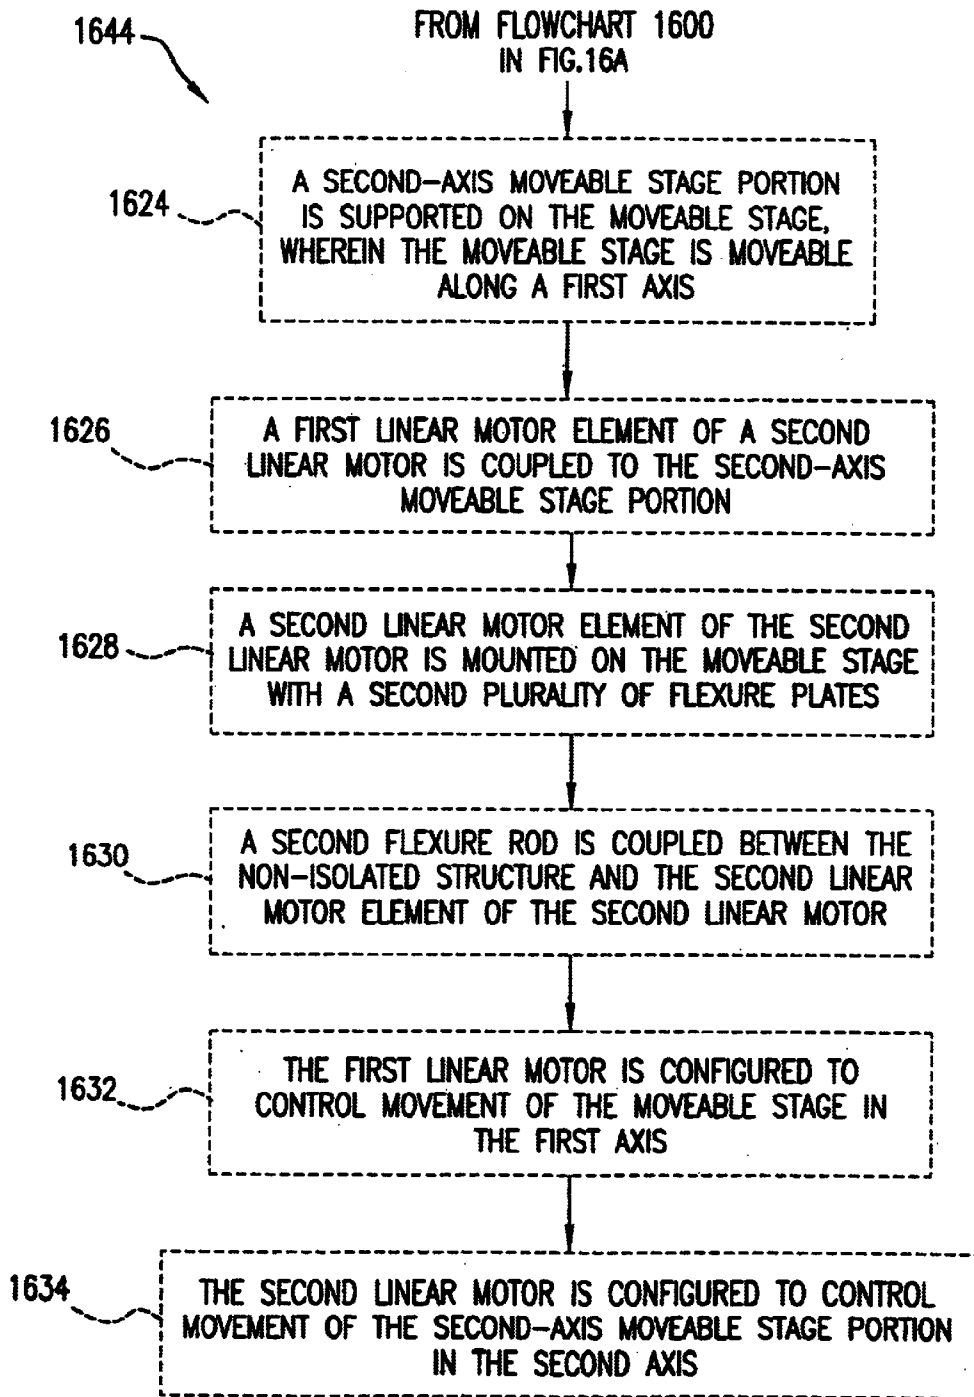 1644
FROM FLOWCHART 1600
IN FIG.16A
1624
A SECOND-AXIS MOVEABLE STAGE PORTION
IS SUPPORTED ON THE MOVEABLE STAGE,
WHEREIN THE MOVEABLE STAGE IS MOVEABLE
ALONG A FIRST AXIS
1626
A FIRST LINEAR MOTOR ELEMENT OF A SECOND
LINEAR MOTOR IS COUPLED TO THE SECOND-AXIS
MOVEABLE STAGE PORTION
1628
A SECOND LINEAR MOTOR ELEMENT OF THE SECOND
LINEAR MOTOR IS MOUNTED ON THE MOVEABLE STAGE
WITH A SECOND PLURALITY OF FLEXURE PLATES
1630
A SECOND FLEXURE ROD IS COUPLED BETWEEN THE
NON-ISOLATED STRUCTURE AND THE SECOND LINEAR
MOTOR ELEMENT OF THE SECOND LINEAR MOTOR
1632
THE FIRST LINEAR MOTOR IS CONFIGURED TO
CONTROL MOVEMENT OF THE MOVEABLE STAGE IN
THE FIRST AXIS
1634
THE SECOND LINEAR MOTOR IS CONFIGURED TO CONTROL
MOVEMENT OF THE SECOND-AXIS MOVEABLE STAGE PORTION
IN THE SECOND AXIS